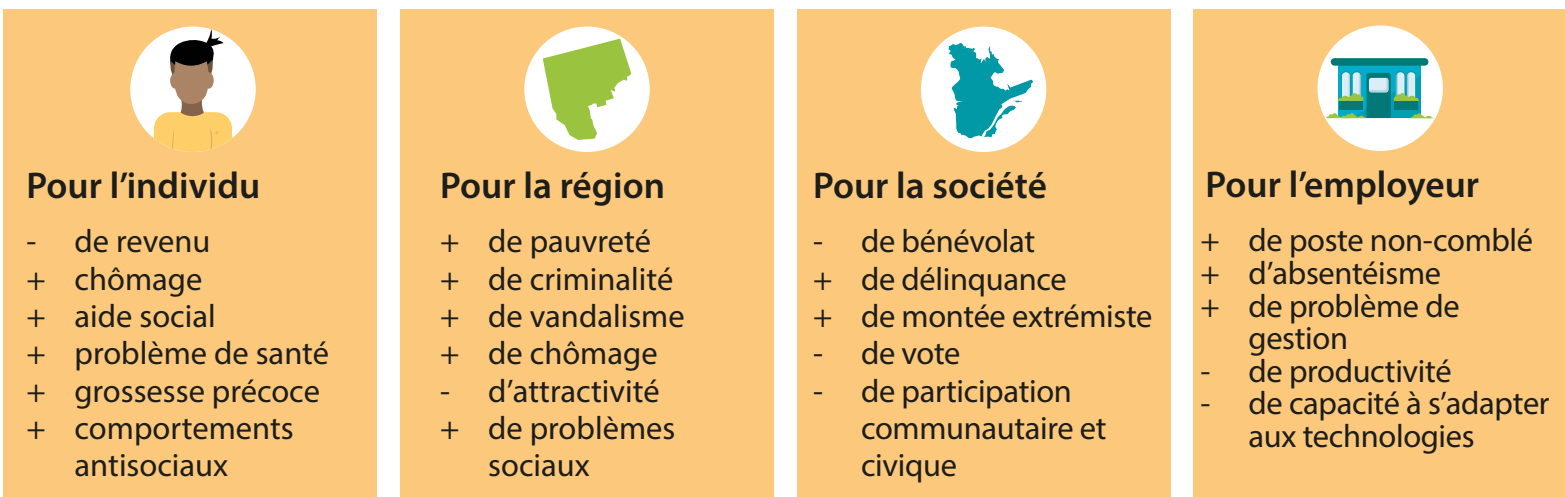 Pour l’individu
- de revenu
+ chômage
+ aide social
+ problème de santé
+ grossesse précoce
+ comportements
antisociaux
Pour la région
+ de pauvreté
+ de criminalité
+ de vandalisme
+ de chômage
- d’attractivité
+ de problèmes
sociaux
Pour la société
- de bénévolat
+ de délinquance
+ de montée extrémiste
- de vote
- de participation
communautaire et
civique
Pour l’employeur
+ de poste non-comblé
+ d’absentéisme
+ de problème de
gestion
- de productivité
- de capacité à s’adapter
aux technologies